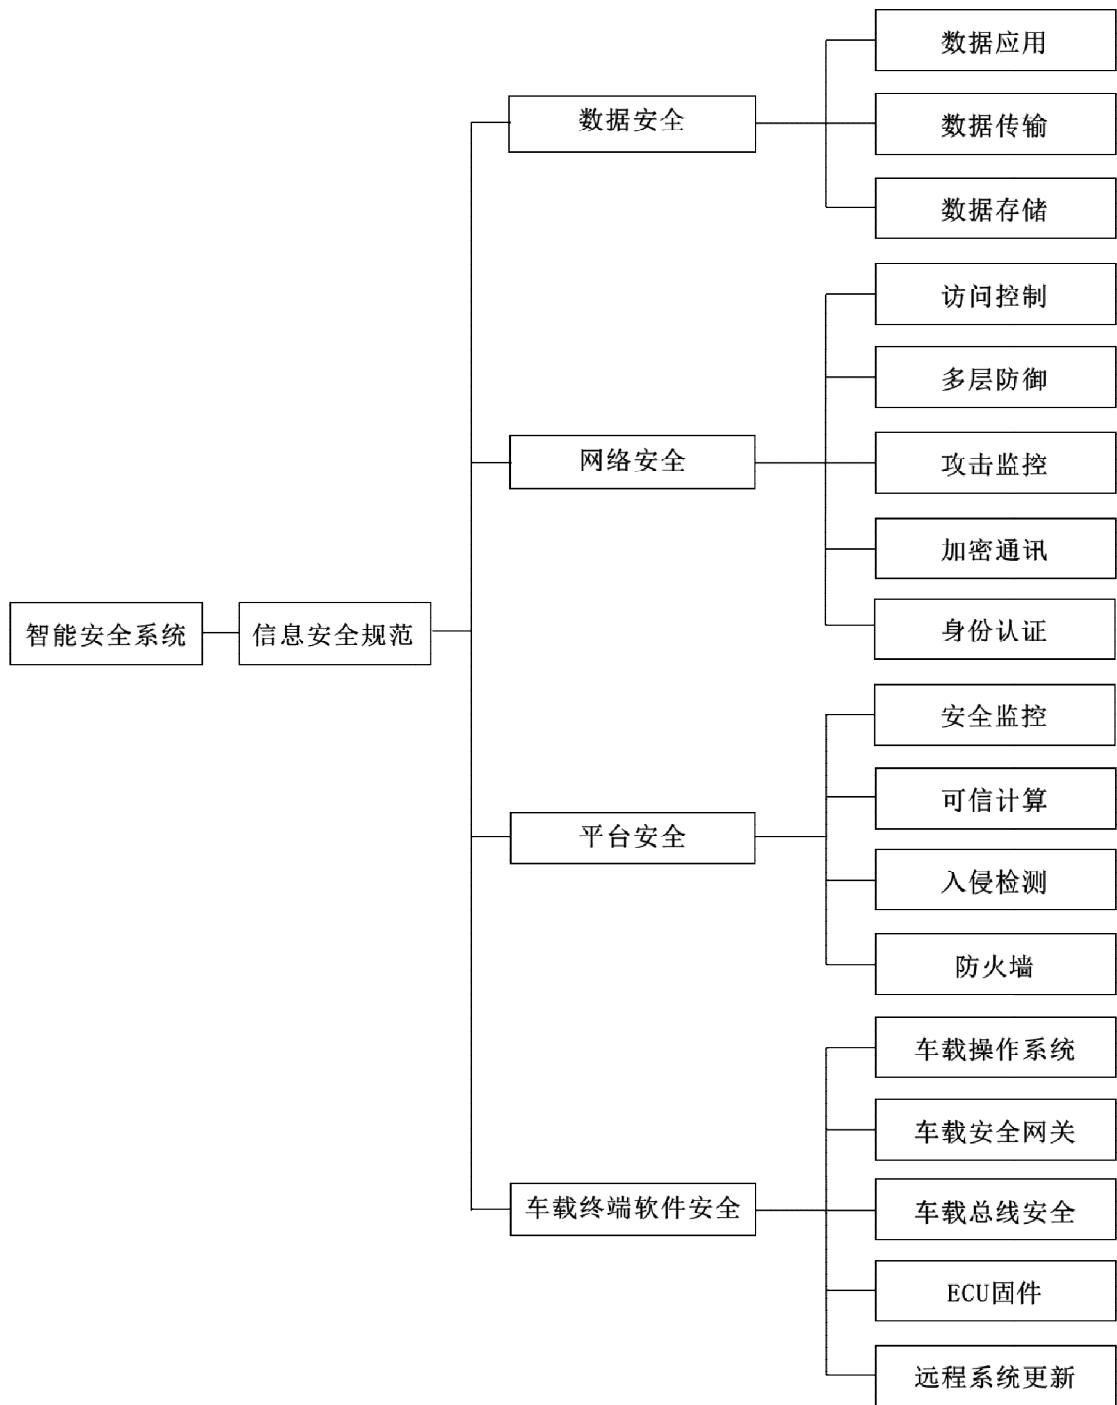 智能安全系统
信息安全规范
数据安全
数据应用
数据传输
数据存储
网络安全
访问控制
多层防御
攻击监控
加密通讯
身份认证
平台安全
安全监控
可信计算
入侵检测
防火墙
车载终端软件安全
车载操作系统
车载安全网关
车载总线安全
ECU固件
远程系统更新